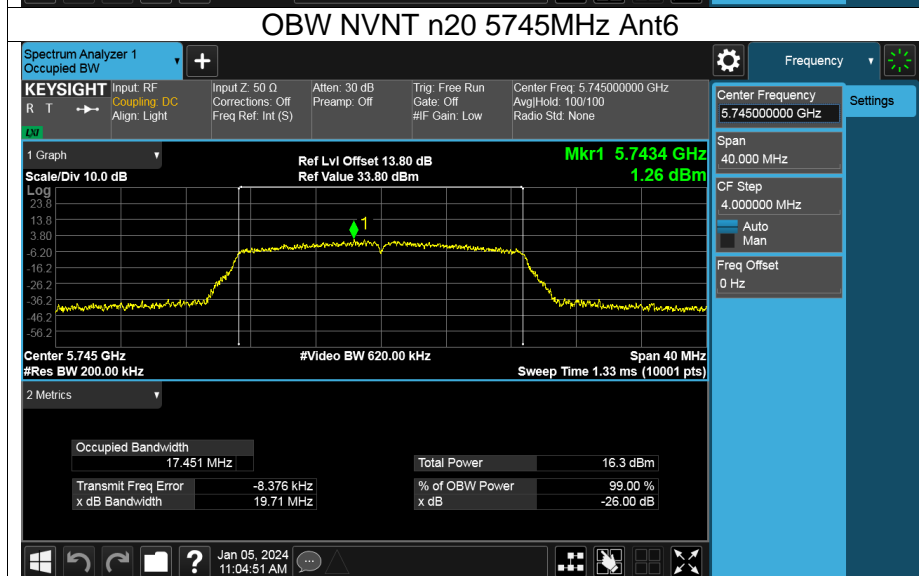 OBW NVNT n20 5745MHz Ant6
Spectrum Analyzer 1
Occupied BW
+
Frequency
KEYSIGHT
R T
LXI
Input: RF
Coupling: DC
Align: Light
Input Z: 50 Ω
Corrections: Off
Freq Ref: Int (S)
Atten: 30 dB
Preamp: Off
Trig: Free Run
Gate: Off
#IF Gain: Low
Center Freq: 5.745000000 GHz
Avg|Hold: 100/100
Radio Std: None
Center Frequency
5.745000000 GHz
Settings
Span
40.000 MHz
CF Step
4.000000 MHz
Auto
Man
Freq Offset
0 Hz
1 Graph
Scale/Div 10.0 dB
Ref Lvl Offset 13.80 dB
Ref Value 33.80 dBm
Mkr1 5.7434 GHz
1.26 dBm
Log
23.8
13.8
3.80
-6.20
-16.2
-26.2
-36.2
-46.2
-56.2
1
Center 5.745 GHz
#Res BW 200.00 kHz
#Video BW 620.00 kHz
Span 40 MHz
Sweep Time 1.33 ms (10001 pts)
2 Metrics
Occupied Bandwidth
17.451 MHz
Total Power 16.3 dBm
Transmit Freq Error -8.376 kHz
% of OBW Power 99.00 %
x dB Bandwidth 19.71 MHz
x dB -26.00 dB
?
Jan 05, 2024
11:04:51 AM